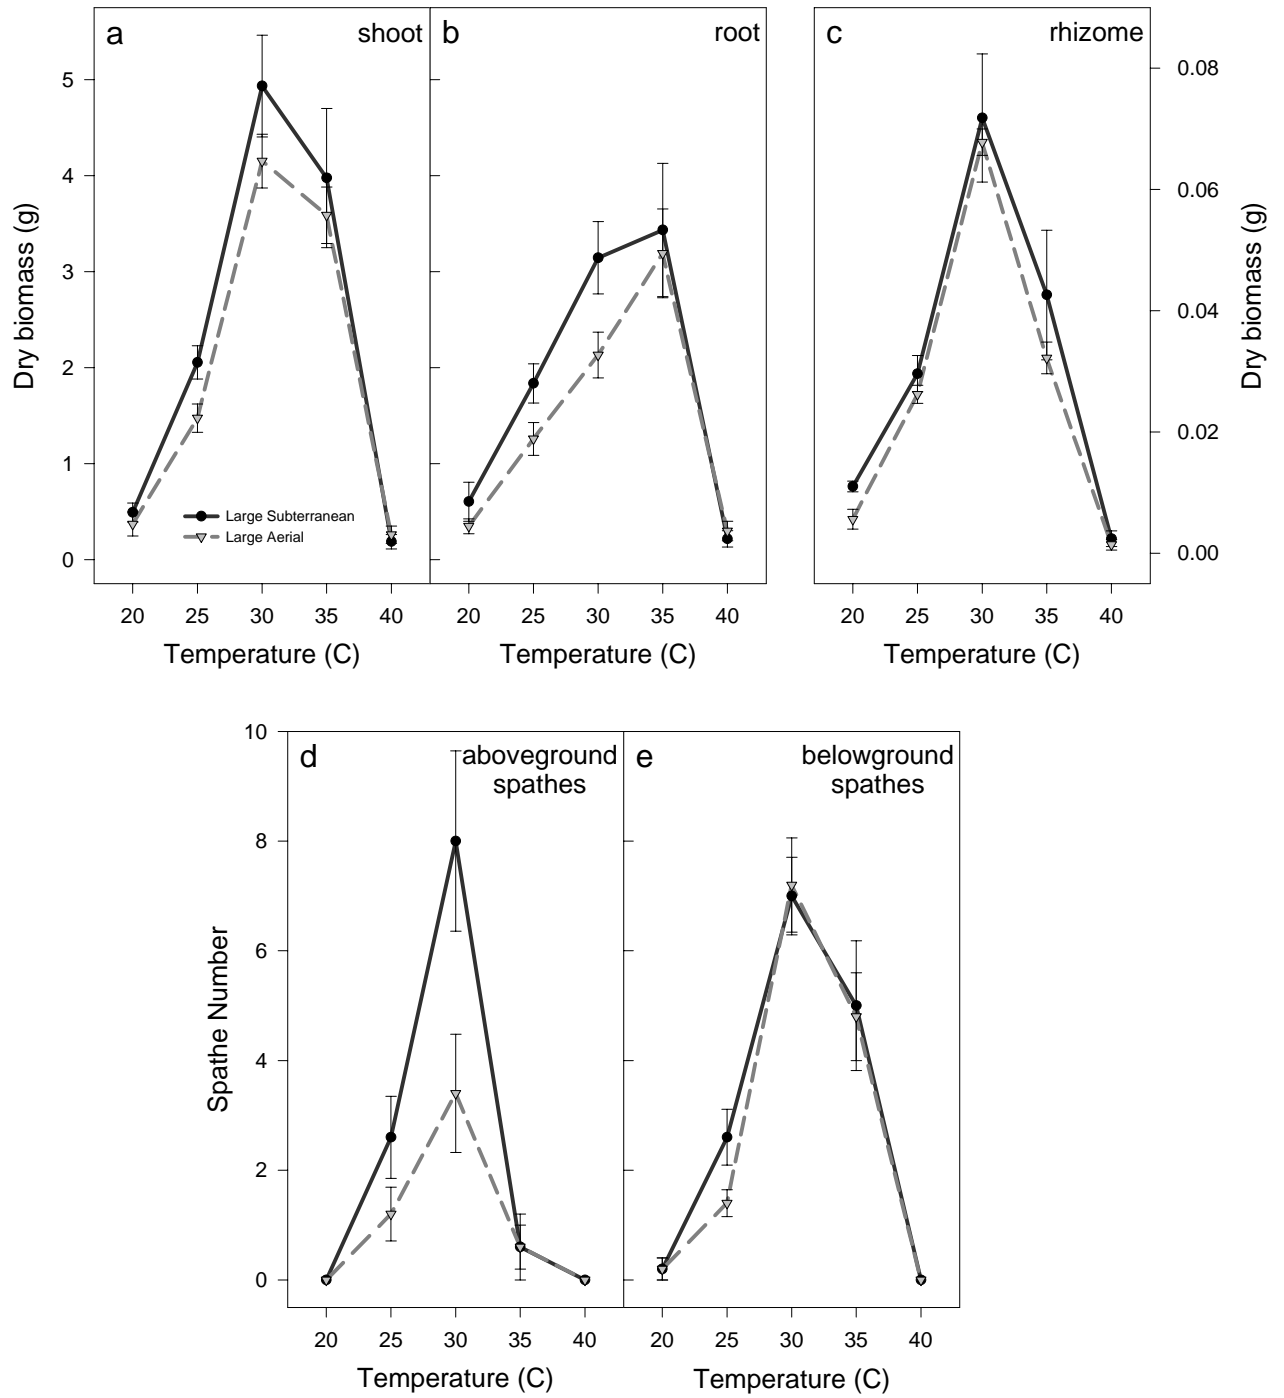 a shoot
b root
c rhizome
5
4
3
2
1
0
Dry biomass (g)
0.08
0.06
0.04
0.02
0.00
Dry biomass (g)
Large Subterranean
Large Aerial
20 25 30 35 40
20 25 30 35 40
20 25 30 35 40
Temperature (C)
Temperature (C)
Temperature (C)
d aboveground
spathes
e belowground
spathes
10
8
6
4
2
0
Spathe Number
20 25 30 35 40
20 25 30 35 40
Temperature (C)
Temperature (C)